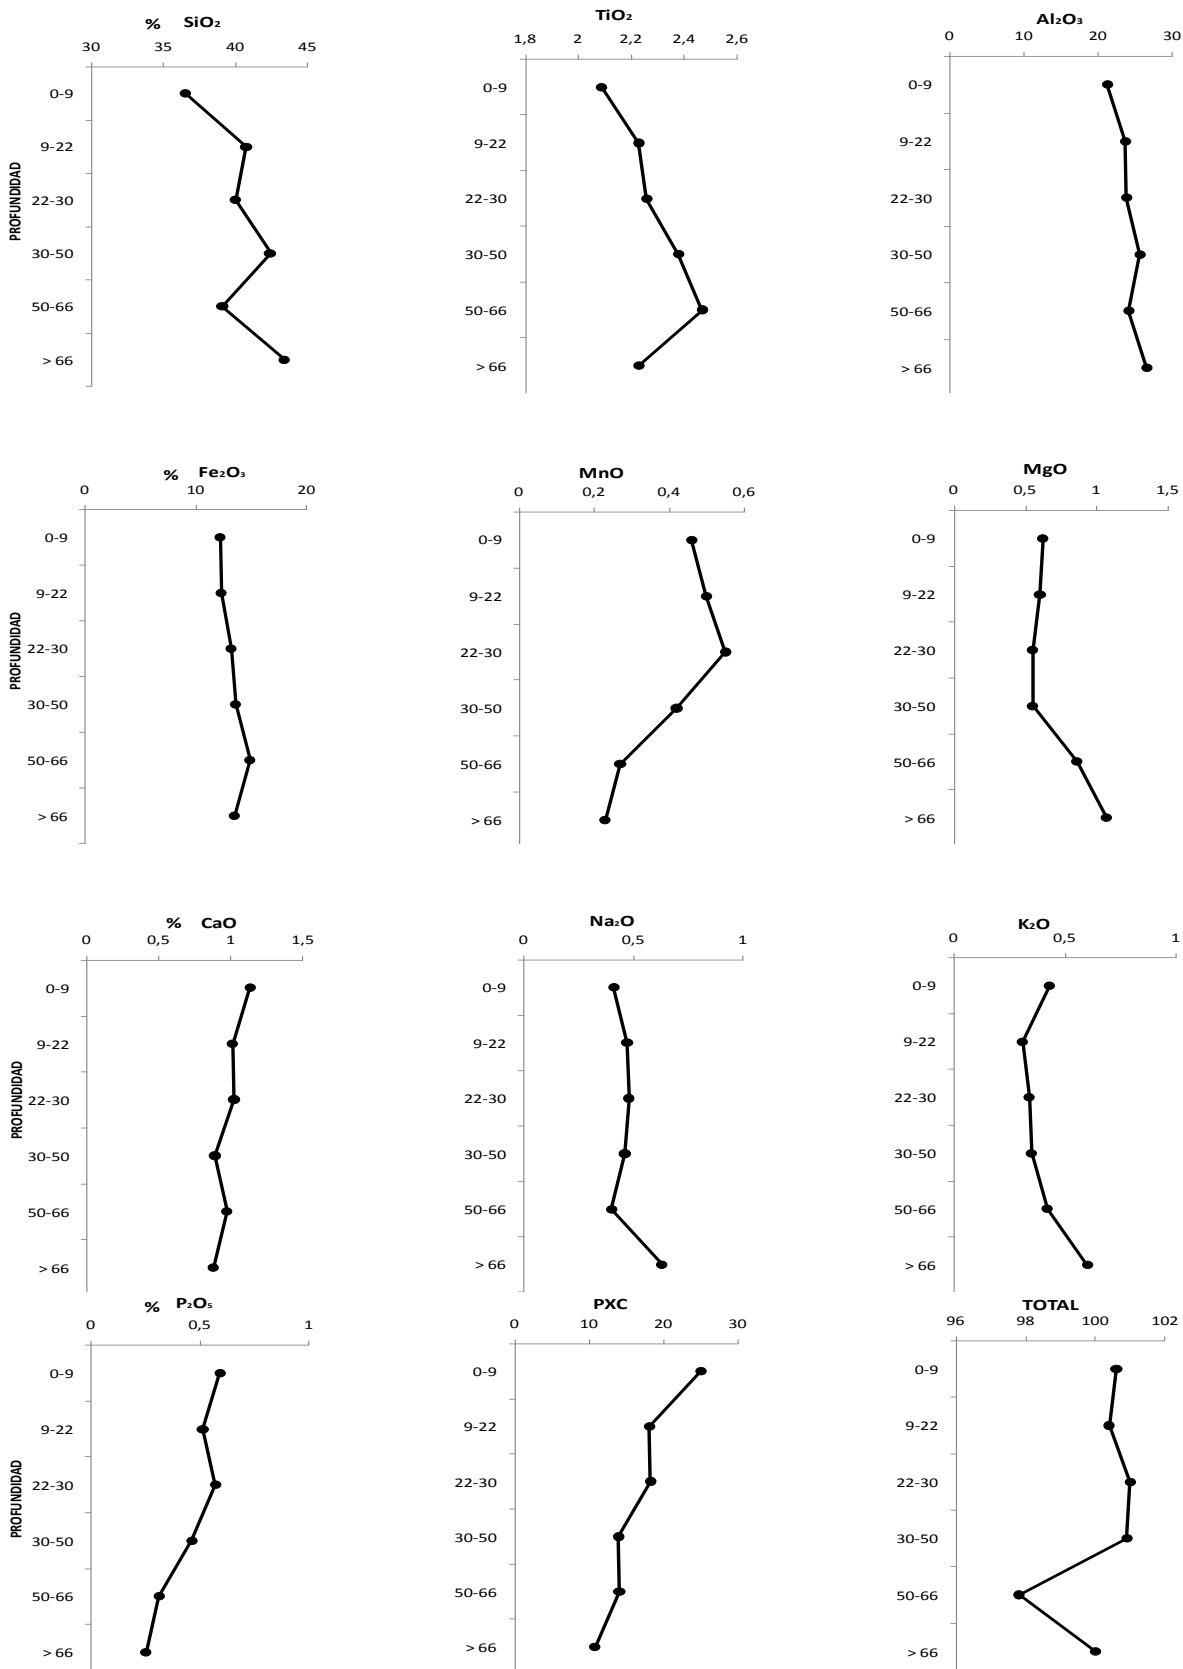 % SiO₂
30 35 40 45
PROFUNDIDAD
0-9
9-22
22-30
30-50
50-66
> 66
TiO₂
1,8 2 2,2 2,4 2,6
0-9
9-22
22-30
30-50
50-66
> 66
Al₂O₃
0 10 20 30
0-9
9-22
22-30
30-50
50-66
> 66
% Fe₂O₃
0 10 20
PROFUNDIDAD
0-9
9-22
22-30
30-50
50-66
> 66
MnO
0 0,2 0,4 0,6
0-9
9-22
22-30
30-50
50-66
> 66
MgO
0 0,5 1 1,5
0-9
9-22
22-30
30-50
50-66
> 66
% CaO
0 0,5 1 1,5
PROFUNDIDAD
0-9
9-22
22-30
30-50
50-66
> 66
Na₂O
0 0,5 1
0-9
9-22
22-30
30-50
50-66
> 66
K₂O
0 0,5 1
0-9
9-22
22-30
30-50
50-66
> 66
% P₂O₅
0 0,5 1
PROFUNDIDAD
0-9
9-22
22-30
30-50
50-66
> 66
PXC
0 10 20 30
0-9
9-22
22-30
30-50
50-66
> 66
TOTAL
96 98 100 102
0-9
9-22
22-30
30-50
50-66
> 66